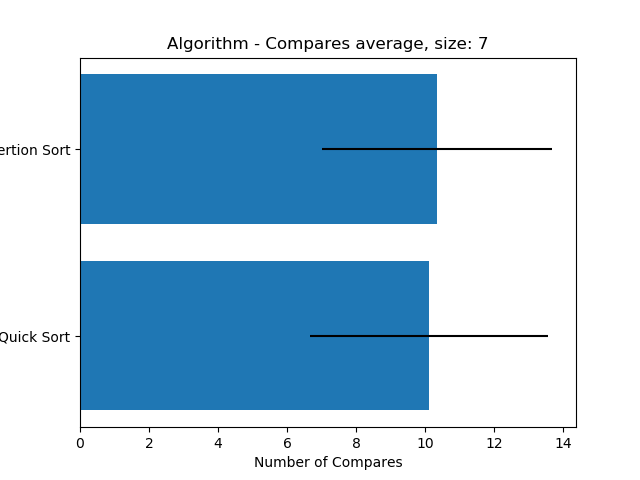 Algorithm - Compares average, size: 7
ertion Sort
Quick Sort
0 2 4 6 8 10 12 14
Number of Compares